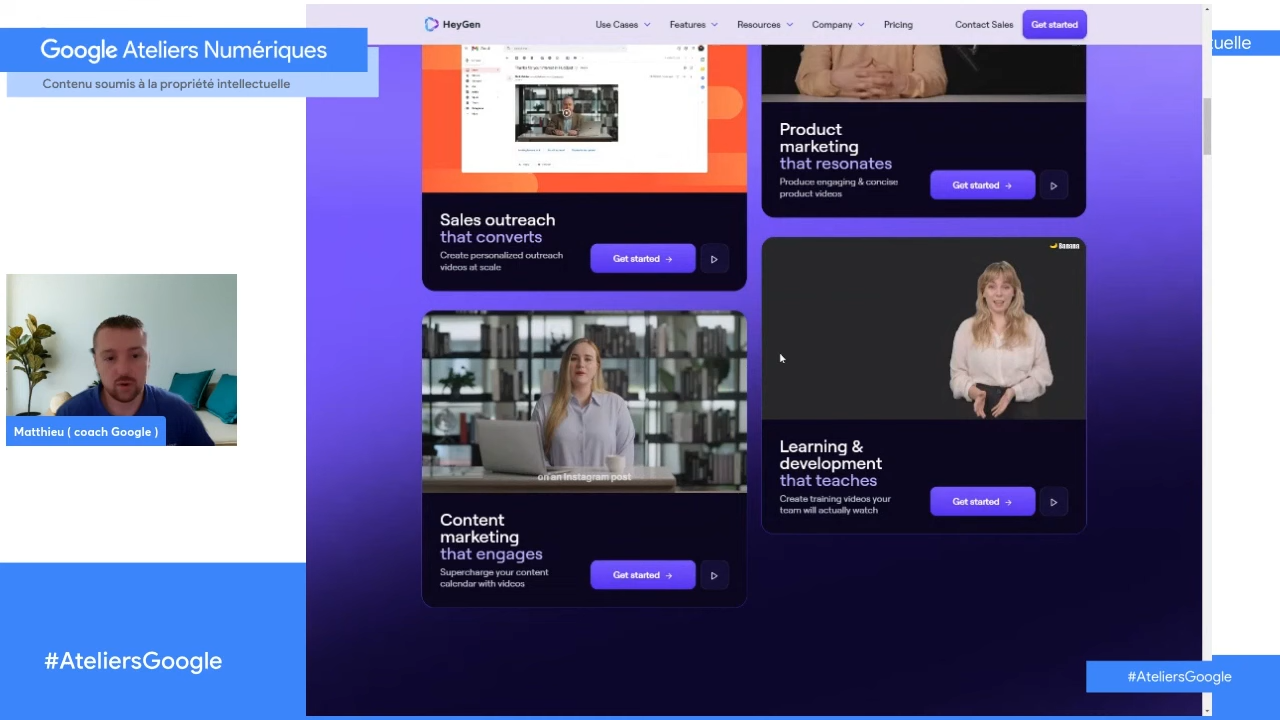 Google Ateliers Numériques
Contenu soumis à la propriété intellectuelle
Matthieu ( coach Google )
#AteliersGoogle
HeyGen
Use Cases
Features
Resources
Company
Pricing
Contact Sales
Get started
Sales outreach
that converts
Create personalized outreach
videos at scale
Get started →
Product
marketing
that resonates
Produce engaging & concise
product videos
Get started →
on an Instagram post
Content
marketing
that engages
Supercharge your content
calendar with videos
Get started →
Banana
Learning &
development
that teaches
Create training videos your
team will actually watch
Get started →
#AteliersGoogle